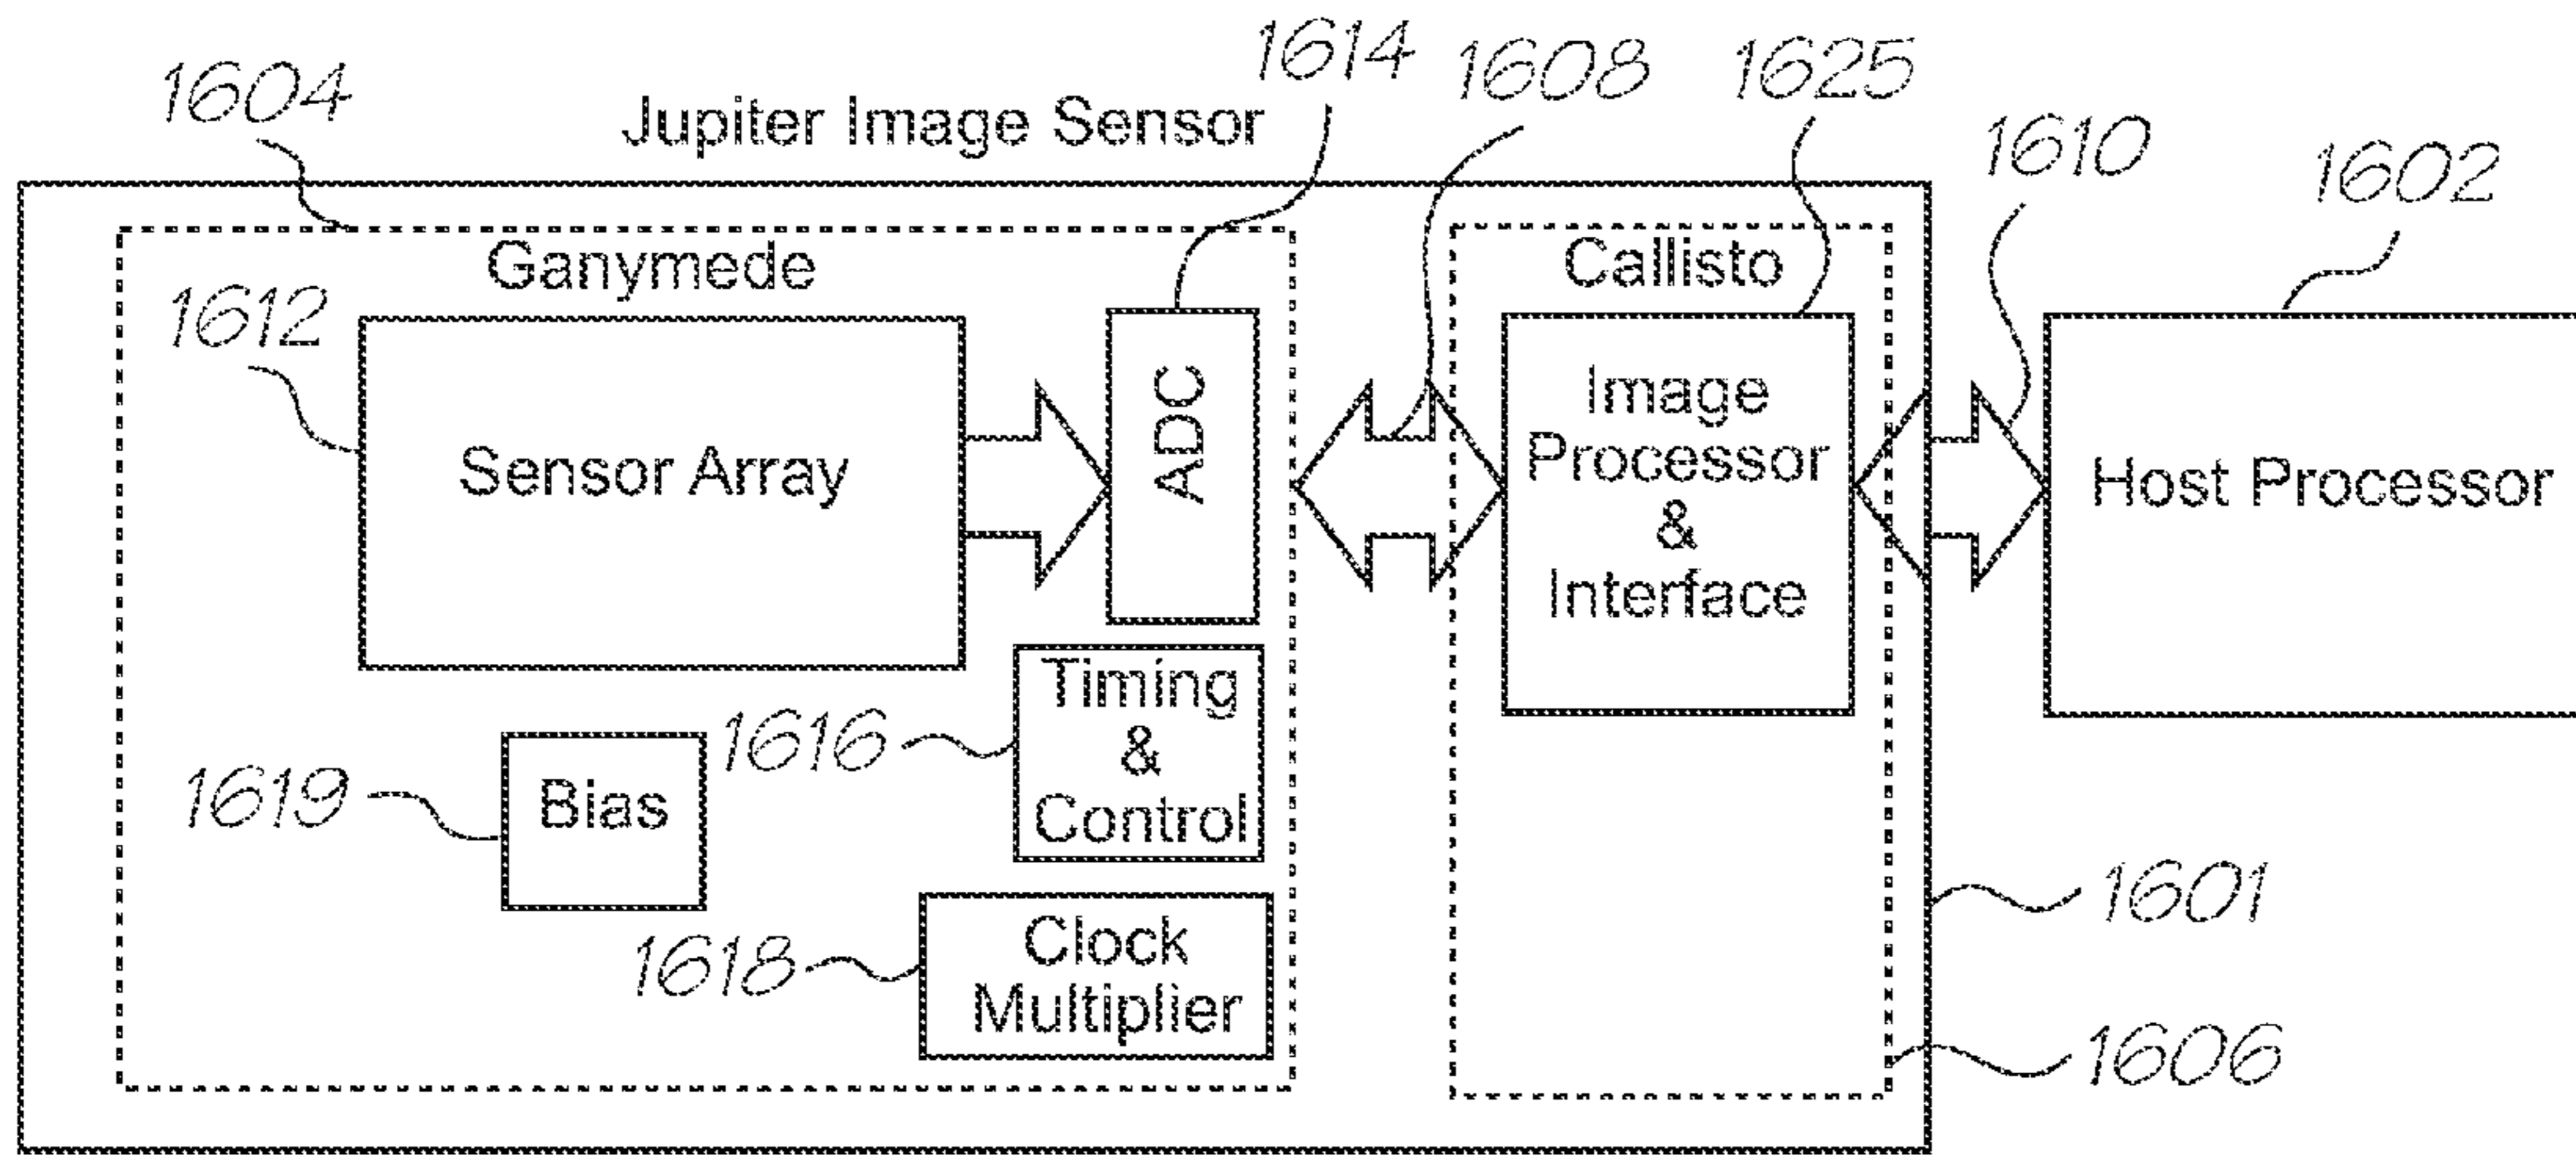 1614
1608
1625
1604
Jupiter Image Sensor
1610
1602
Ganymede
Callisto
1612
Sensor Array
ADC
Image
Processor
&
Interface
Host Processor
Timing
&
Control
1616
1619
Bias
1618
Clock
Multiplier
1601
1606